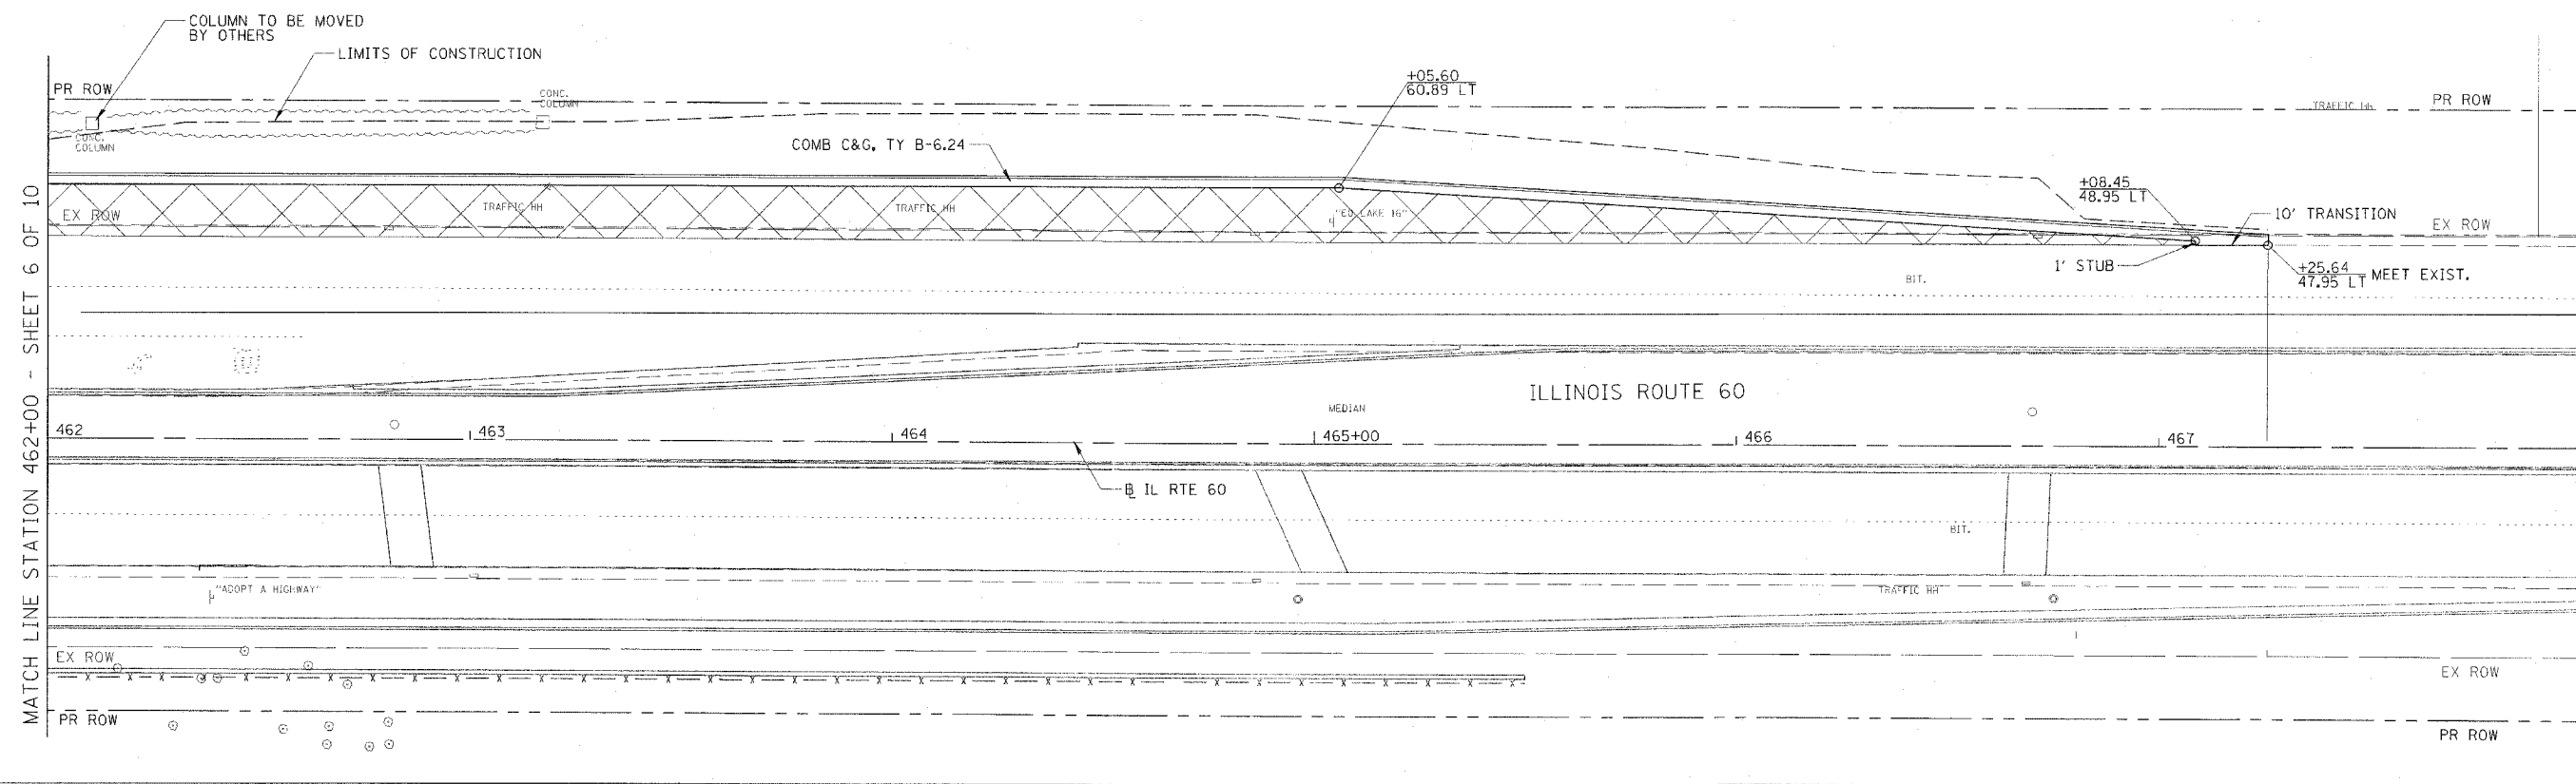 COLUMN TO BE MOVED
BY OTHERS
LIMITS OF CONSTRUCTION
PR ROW
CONC.
COLUMN
CONC.
COLUMN
+05.60
60.89 LT
TRAFFIC HH
PR ROW
COMB C&G, TY B-6.24
EX ROW
TRAFFIC HH
TRAFFIC HH
+08.45
48.95 LT
10' TRANSITION
EX ROW
1' STUB
+25.64
47.95 LT
MEET EXIST.
BIT.
ILLINOIS ROUTE 60
MEDIAN
462
463
464
465+00
466
467
B IL RTE 60
BIT.
"ADOPT A HIGHWAY"
TRAFFIC HH
EX ROW
EX ROW
PR ROW
PR ROW
MATCH LINE STATION 462+00 - SHEET 6 OF 10